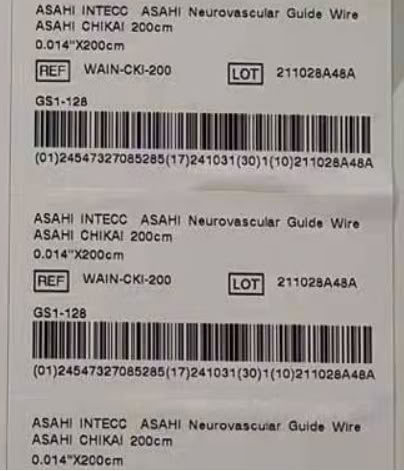 ASAHI INTECC ASAHI Neurovascular Guide Wire
ASAHI CHIKAI 200cm
0.014"X200cm
REF WAIN-CKI-200 LOT 211028A48A
GS1-128
(01)24547327085285(17)241031(30)1(10)211028A48A
ASAHI INTECC ASAHI Neurovascular Guide Wire
ASAHI CHIKAI 200cm
0.014"X200cm
REF WAIN-CKI-200 LOT 211028A48A
GS1-128
(01)24547327085285(17)241031(30)1(10)211028A48A
ASAHI INTECC ASAHI Neurovascular Guide Wire
ASAHI CHIKAI 200cm
0.014"X200cm